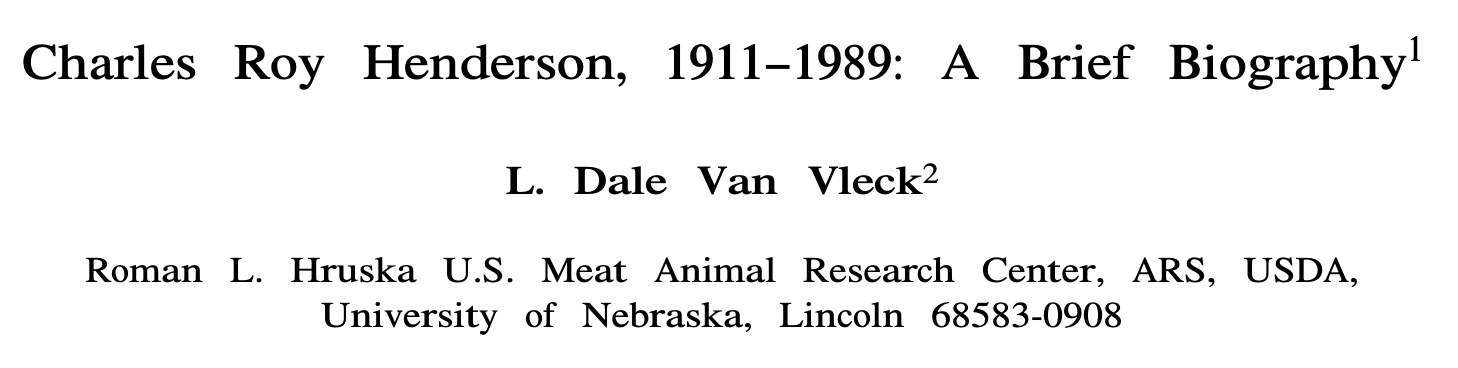 Charles Roy Henderson, 1911–1989: A Brief Biography1
L. Dale Van Vleck2
Roman L. Hruska U.S. Meat Animal Research Center, ARS, USDA,
University of Nebraska, Lincoln 68583-0908